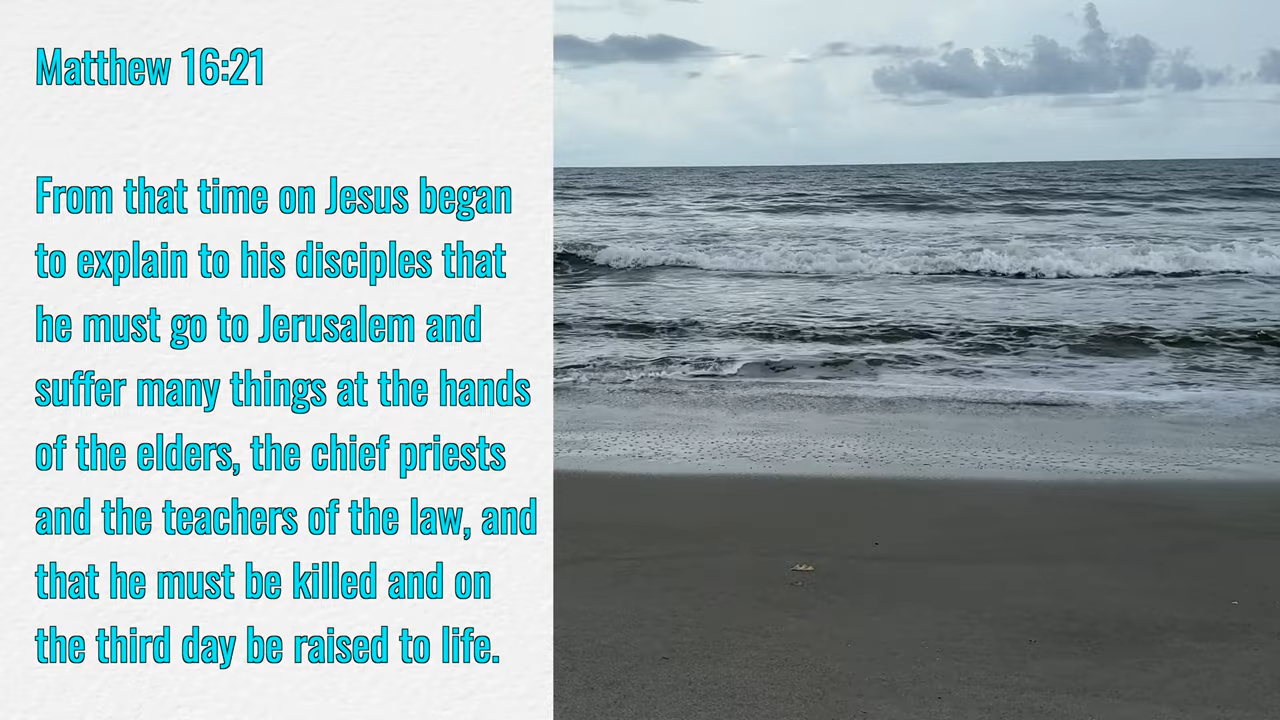 Matthew 16:21
From that time on Jesus began
to explain to his disciples that
he must go to Jerusalem and
suffer many things at the hands
of the elders, the chief priests
and the teachers of the law, and
that he must be killed and on
the third day be raised to life.